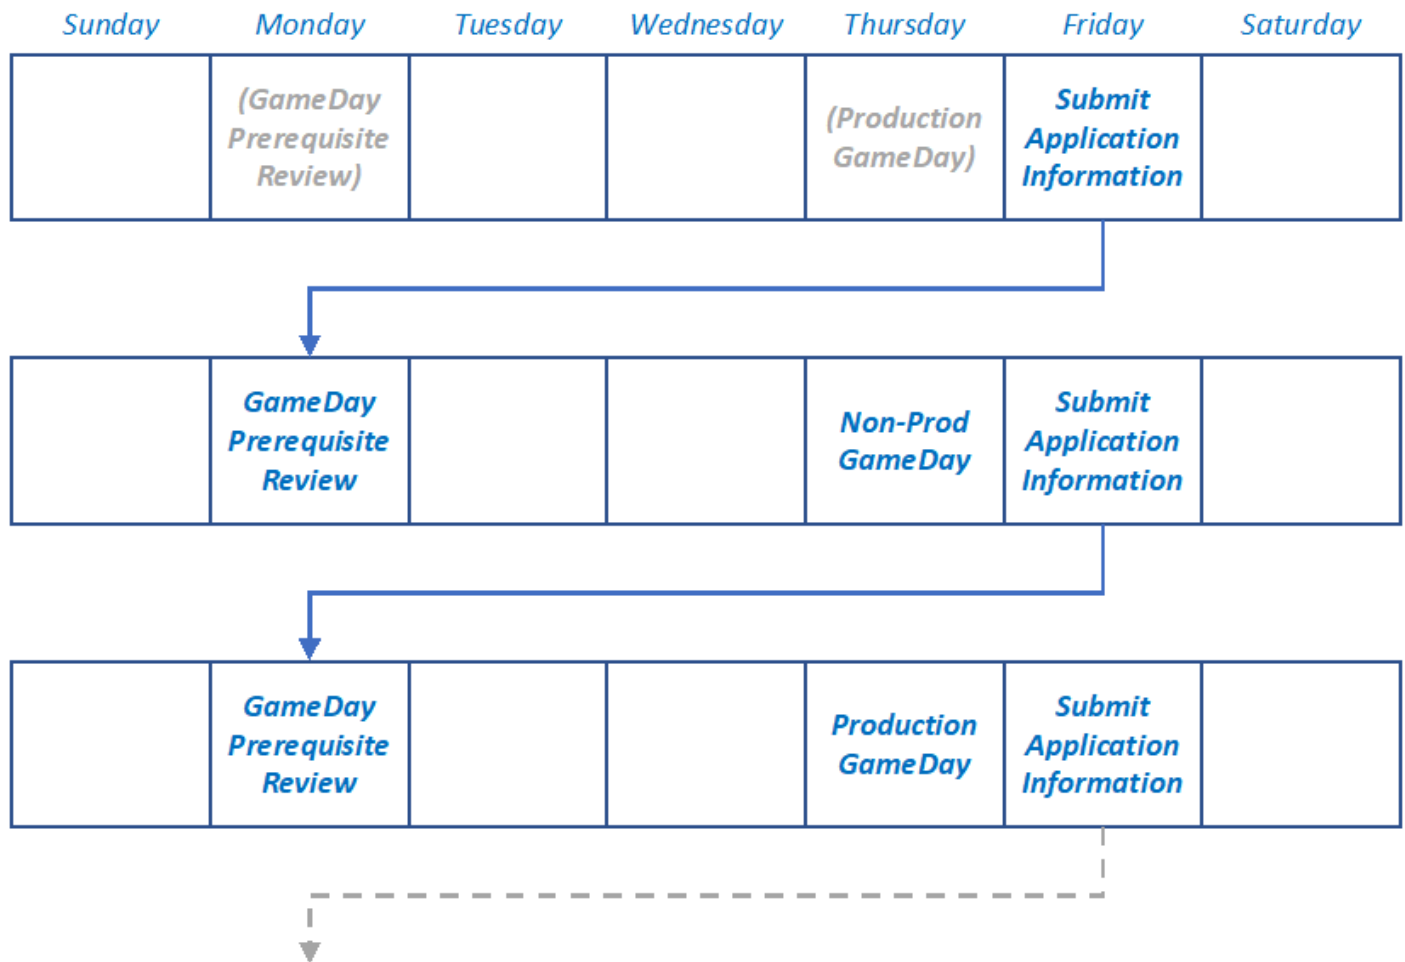 Sunday Monday Tuesday Wednesday Thursday Friday Saturday
(GameDay
Prerequisite
Review)
(Production
GameDay)
Submit
Application
Information
GameDay
Prerequisite
Review
Non-Prod
GameDay
Submit
Application
Information
GameDay
Prerequisite
Review
Production
GameDay
Submit
Application
Information